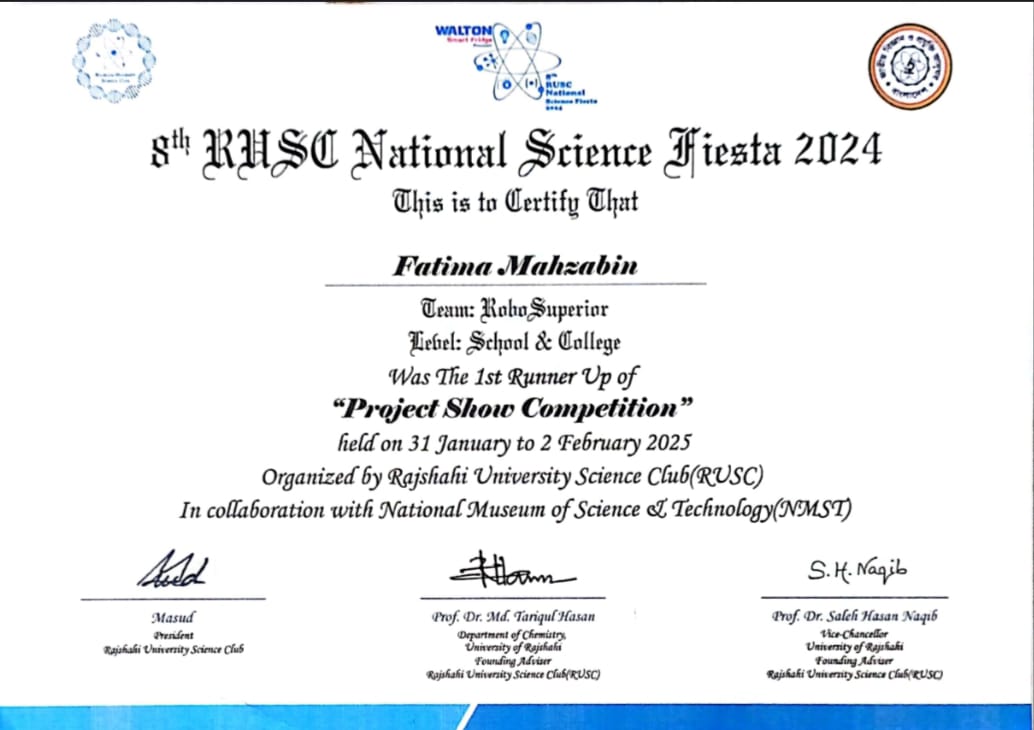 WALTON
Smart Fridge
8th
RUSC
National
Science Fiesta
2024
8th RUSC National Science Fiesta 2024
This is to Certify That
Fatima Mahzabin
Team: RoboSuperior
Level: School & College
Was The 1st Runner Up of
“Project Show Competition”
held on 31 January to 2 February 2025
Organized by Rajshahi University Science Club(RUSC)
In collaboration with National Museum of Science & Technology(NMST)
S.H. Naqib
Masud
President
Rajshahi University Science Club
Prof. Dr. Md. Tariqul Hasan
Department of Chemistry,
University of Rajshahi
Founding Adviser
Rajshahi University Science Club(RUSC)
Prof. Dr. Saleh Hasan Naqib
Vice-Chancellor
University of Rajshahi
Founding Adviser
Rajshahi University Science Club(RUSC)